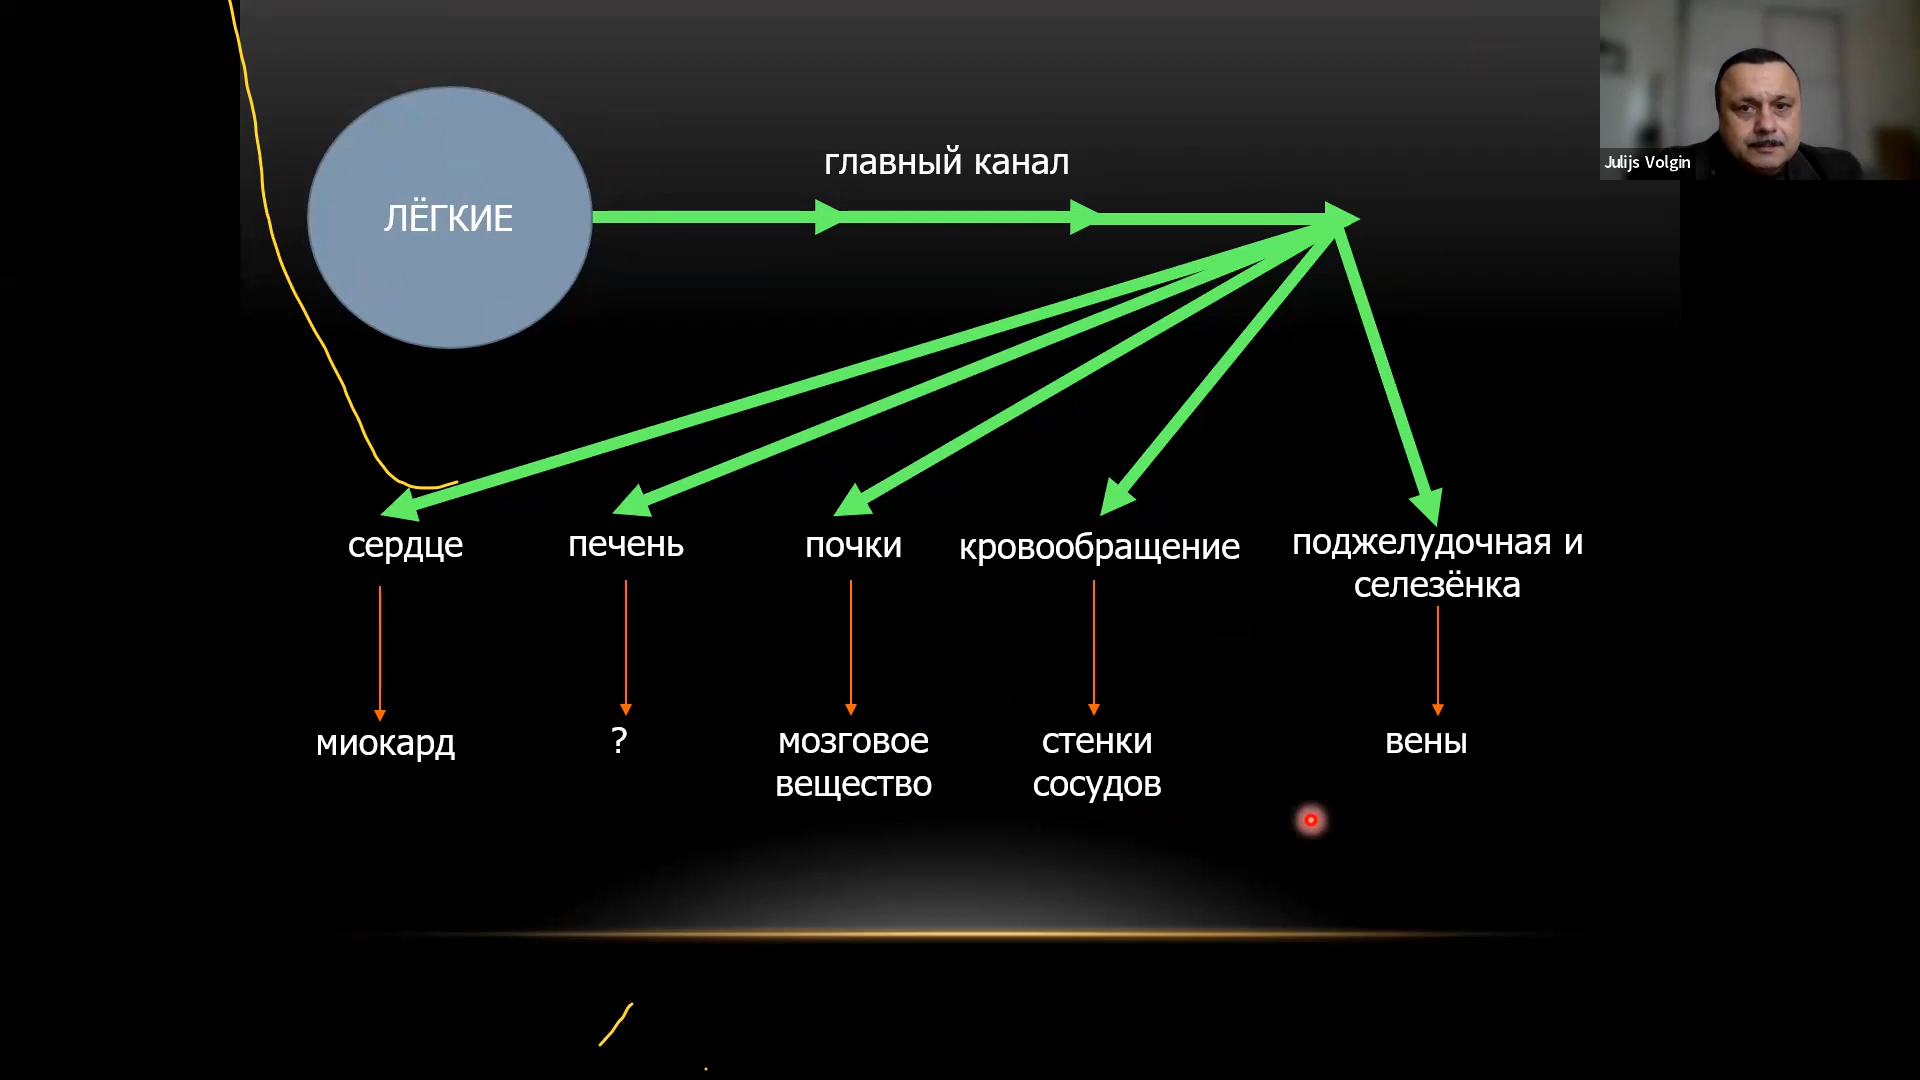 Julijs Volgin
главный канал
ЛЁГКИЕ
сердце
печень
почки
кровообращение
поджелудочная и
селезёнка
миокард
?
мозговое
вещество
стенки
сосудов
вены